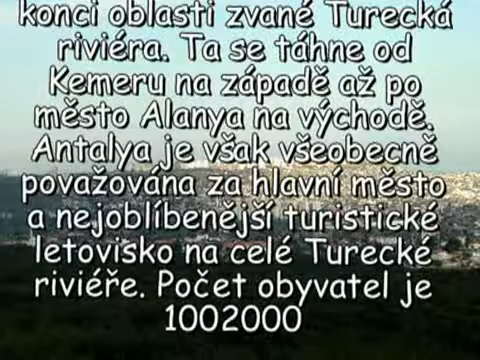 konci oblasti zvané Turecká
riviéra. Ta se táhne od
Kemeru na západě až po
město Alanya na východě.
Antalya je však všeobecně
považována za hlavní město
a nejoblíbenější turistické
letovisko na celé Turecké
riviéře. Počet obyvatel je
1002000